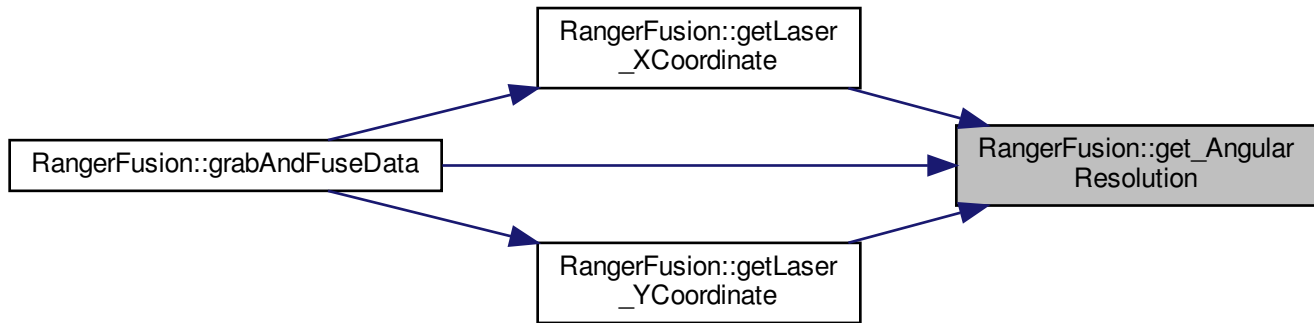 RangerFusion::getLaser
_XCoordinate
RangerFusion::grabAndFuseData
RangerFusion::get_Angular
Resolution
RangerFusion::getLaser
_YCoordinate